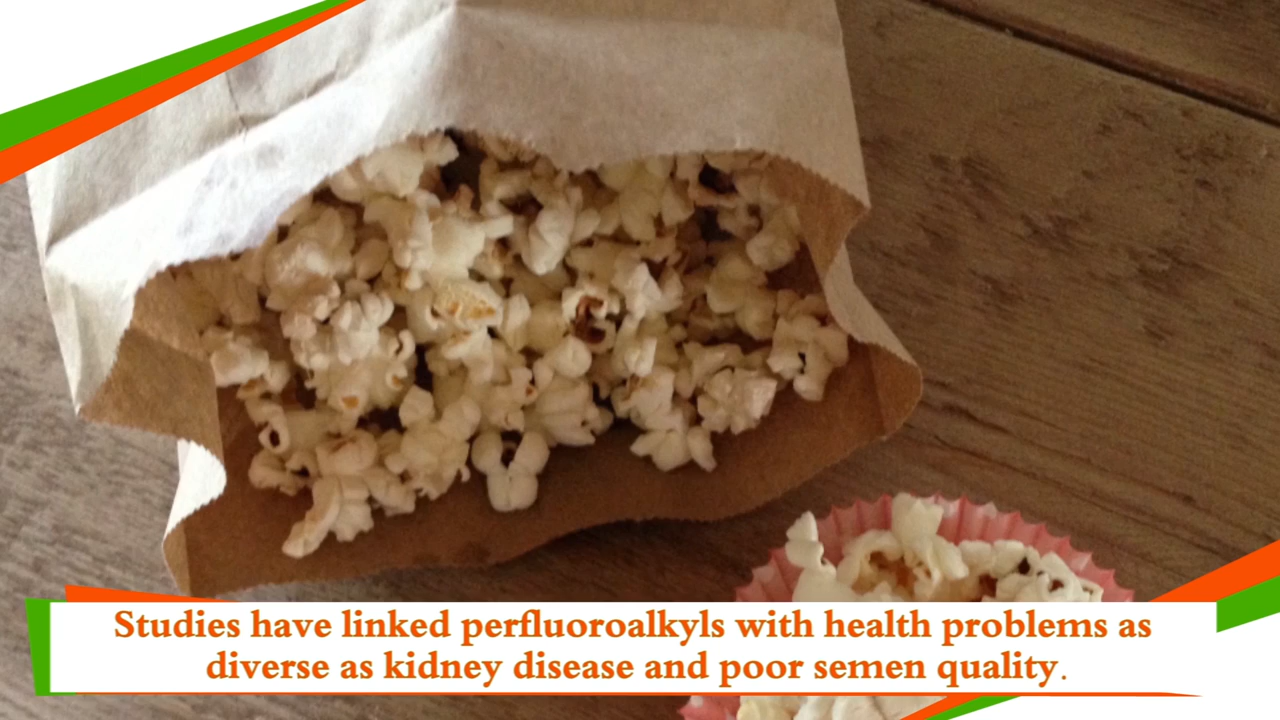 Studies have linked perfluoroalkyls with health problems as
diverse as kidney disease and poor semen quality.